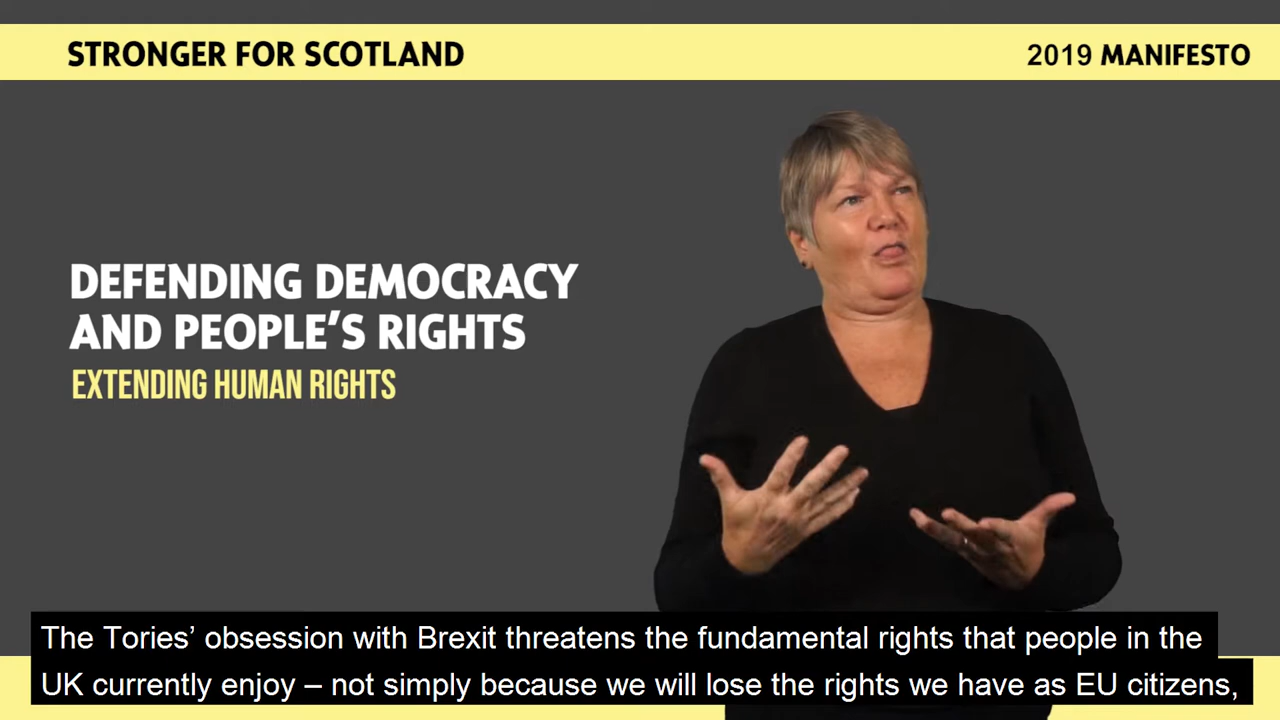 STRONGER FOR SCOTLAND
2019 MANIFESTO
DEFENDING DEMOCRACY
AND PEOPLE’S RIGHTS
EXTENDING HUMAN RIGHTS
The Tories’ obsession with Brexit threatens the fundamental rights that people in the
UK currently enjoy – not simply because we will lose the rights we have as EU citizens,